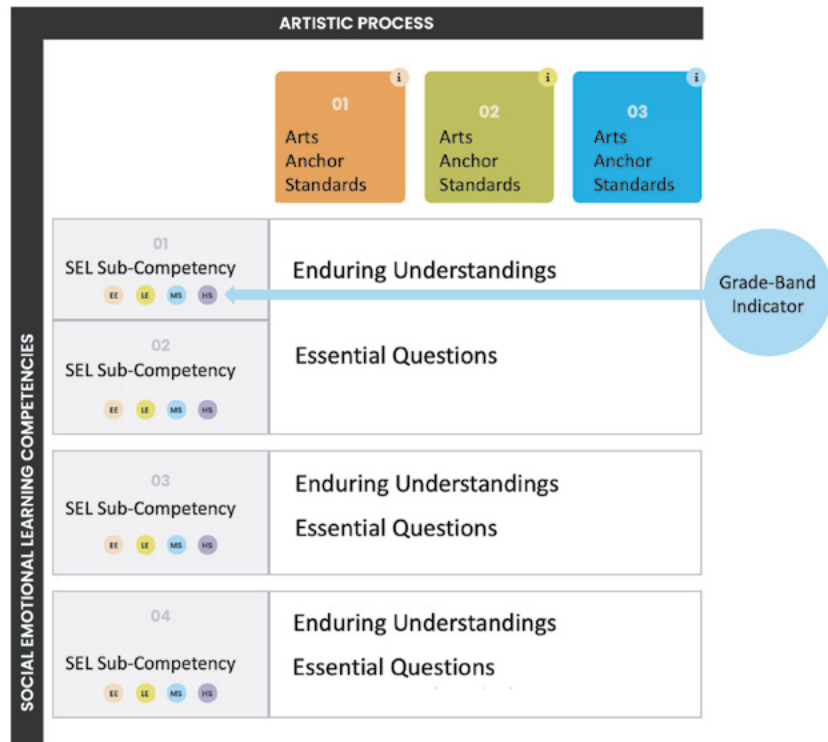 ARTISTIC PROCESS
SOCIAL EMOTIONAL LEARNING COMPETENCIES
i
01
Arts
Anchor
Standards
i
02
Arts
Anchor
Standards
i
03
Arts
Anchor
Standards
01
SEL Sub-Competency
EE LE MS HS
Enduring Understandings
Grade-Band
Indicator
02
SEL Sub-Competency
EE LE MS HS
Essential Questions
03
SEL Sub-Competency
EE LE MS HS
Enduring Understandings
Essential Questions
04
SEL Sub-Competency
EE LE MS HS
Enduring Understandings
Essential Questions